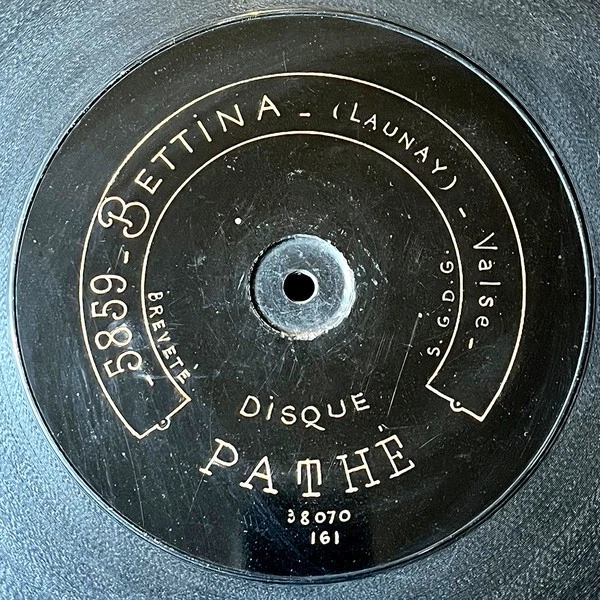 5859 - BETTiNA - (LAUNAY) - Valse -
BREVETÉ S.G.D.G.
DiSQUE
PATHÉ
38070
161